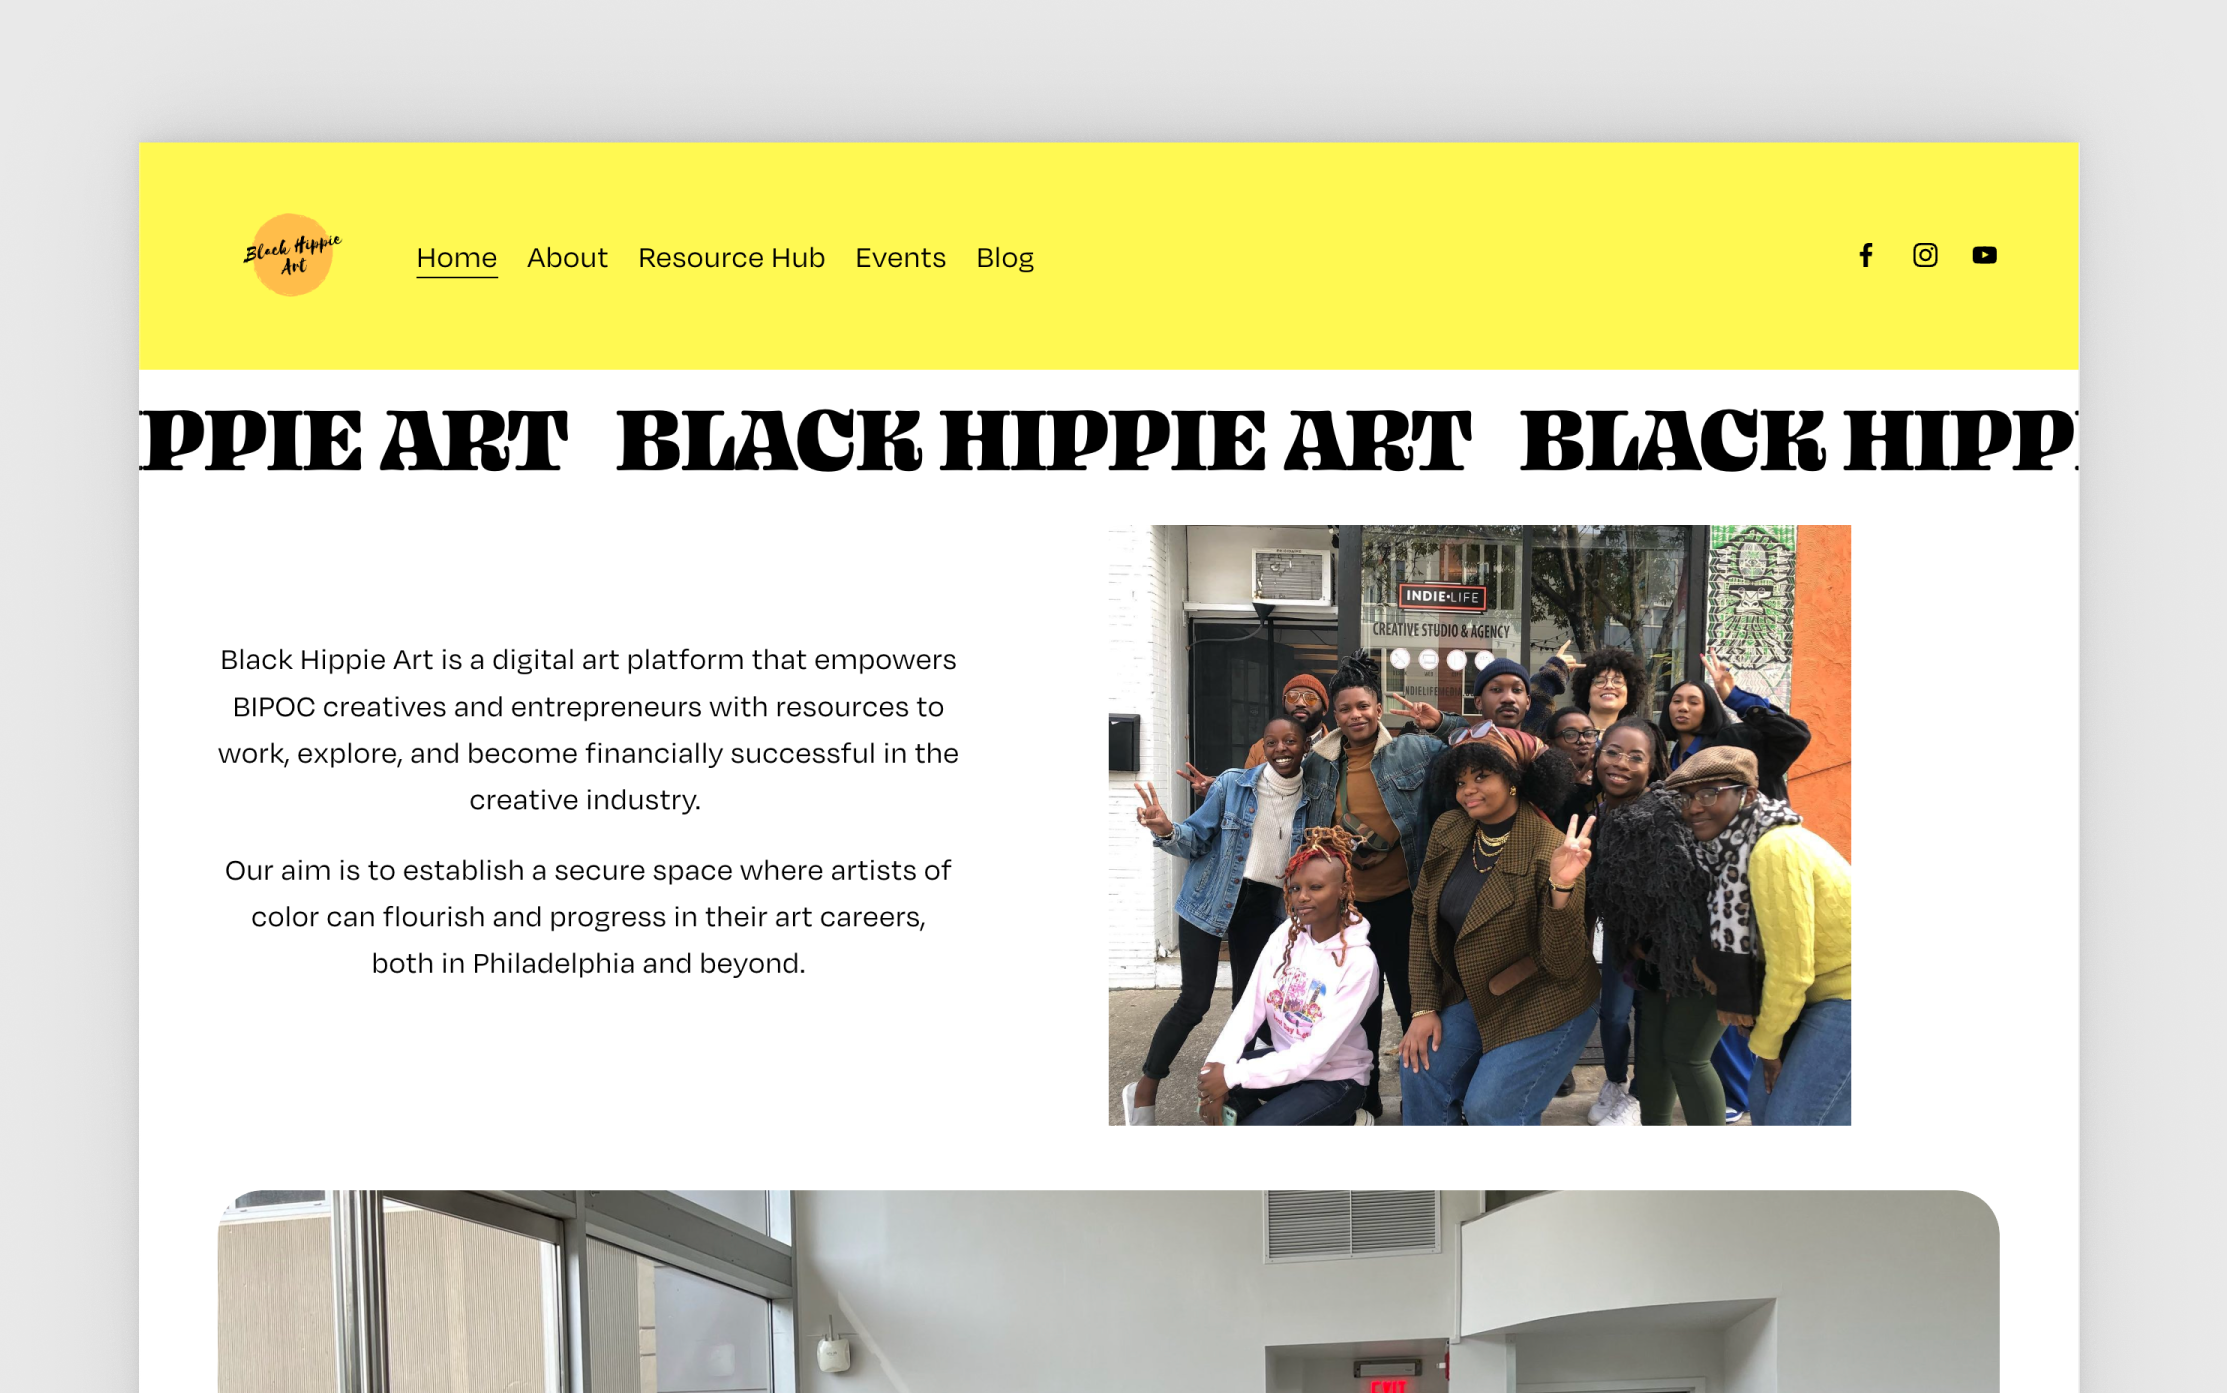 Black Hippie
Art
Home About Resource Hub Events Blog
IPPIE ART BLACK HIPPIE ART BLACK HIPP
Black Hippie Art is a digital art platform that empowers
BIPOC creatives and entrepreneurs with resources to
work, explore, and become financially successful in the
creative industry.
Our aim is to establish a secure space where artists of
color can flourish and progress in their art careers,
both in Philadelphia and beyond.
INDIE•LIFE
CREATIVE STUDIO & AGENCY
EXIT